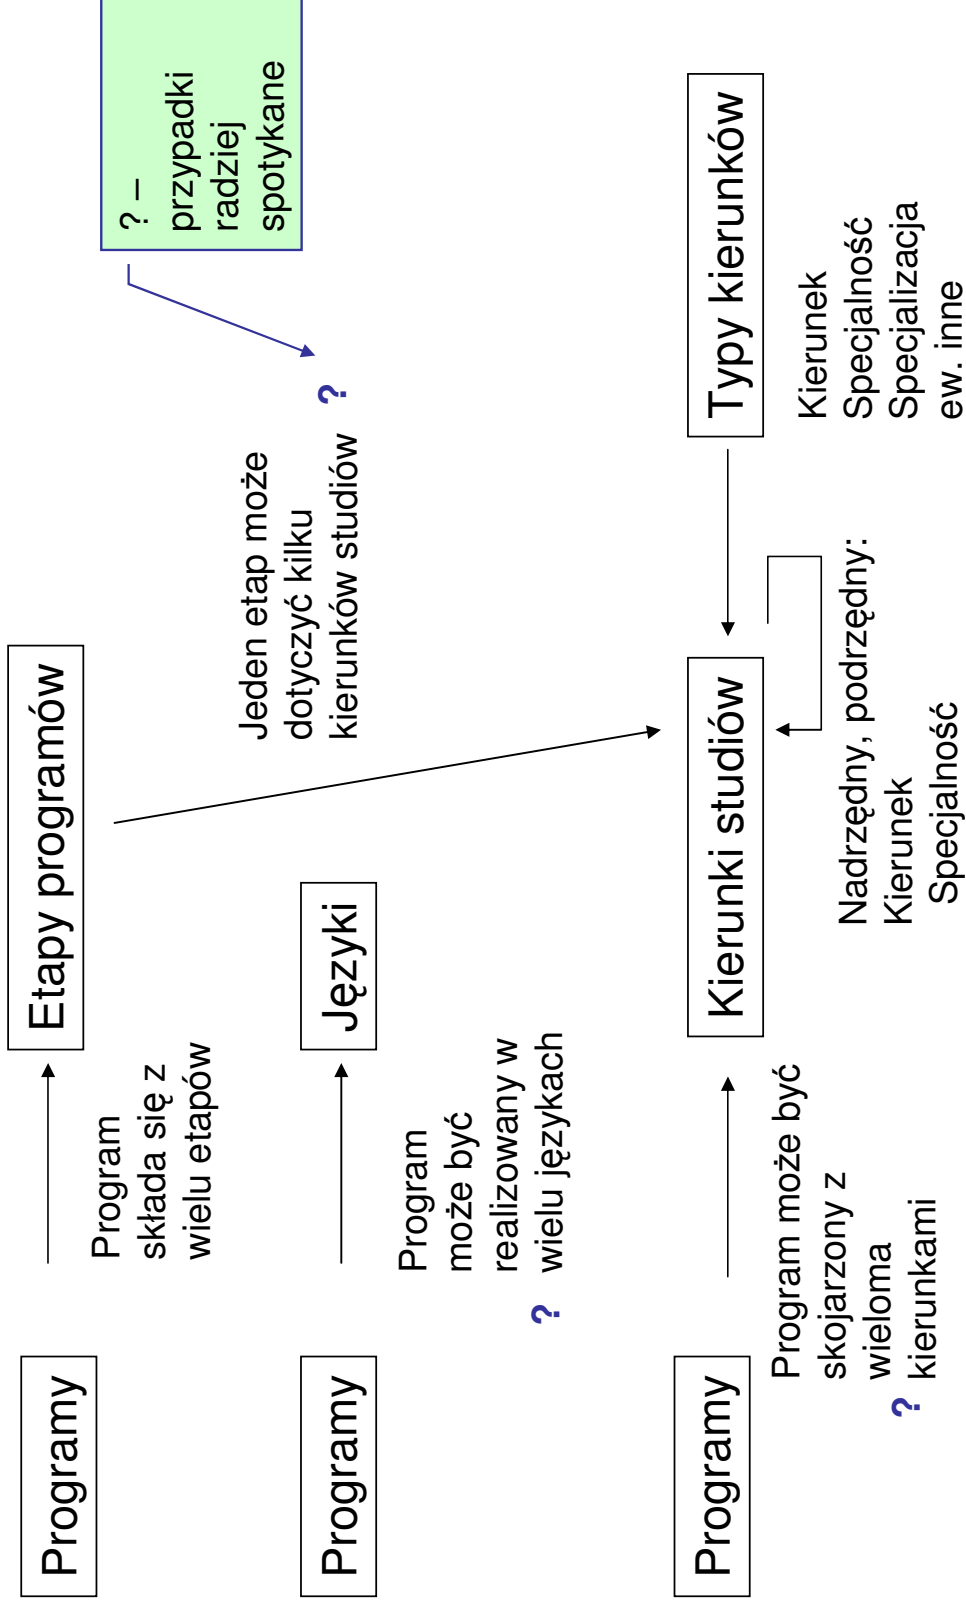 Programy
Etapy programów
Program
składa się z
wielu etapów
? –
przypadki
radziej
spotykane
Jeden etap może
dotyczyć kilku
kierunków studiów ?
Programy
Języki
Program
może być
realizowany w
? wielu językach
Programy
Kierunki studiów
Typy kierunków
Program może być
skojarzony z
wieloma
? kierunkami
Nadrzędny, podrzędny:
Kierunek
Specjalność
Kierunek
Specjalność
Specjalizacja
ew. inne